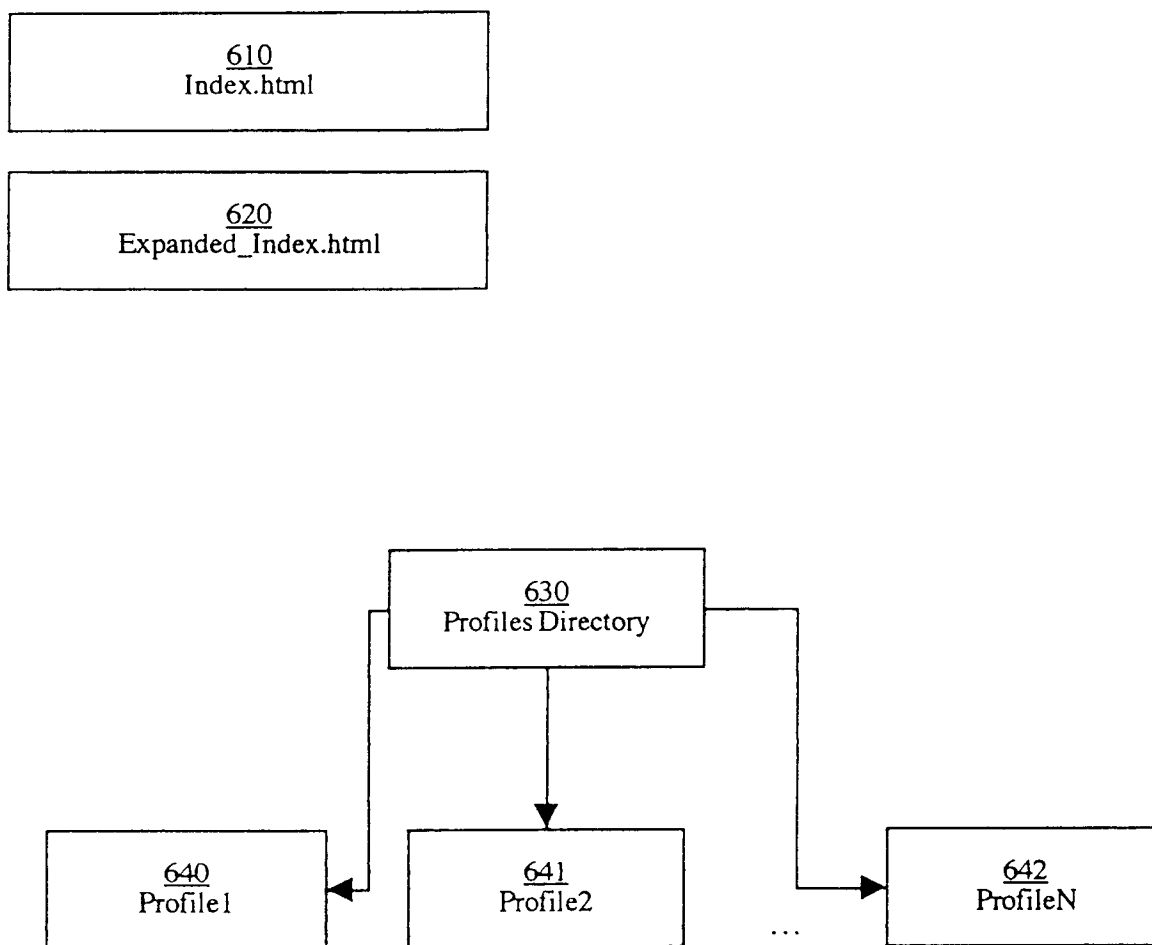 610
Index.html
620
Expanded_Index.html
630
Profiles Directory
640
Profile1
641
Profile2
...
642
ProfileN